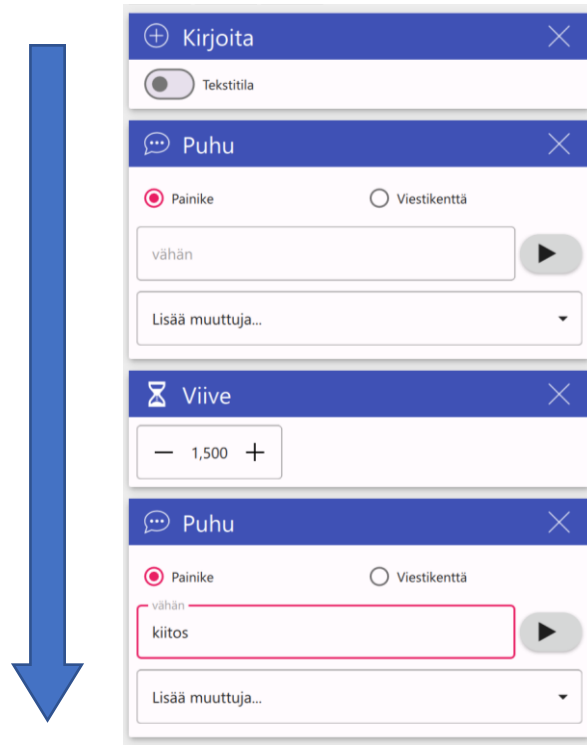 Kirjoita
Tekstitila
Puhu
Painike Viestikenttä
vähän
Lisää muuttuja...
Viive
1,500
Puhu
Painike Viestikenttä
vähän
kiitos
Lisää muuttuja...